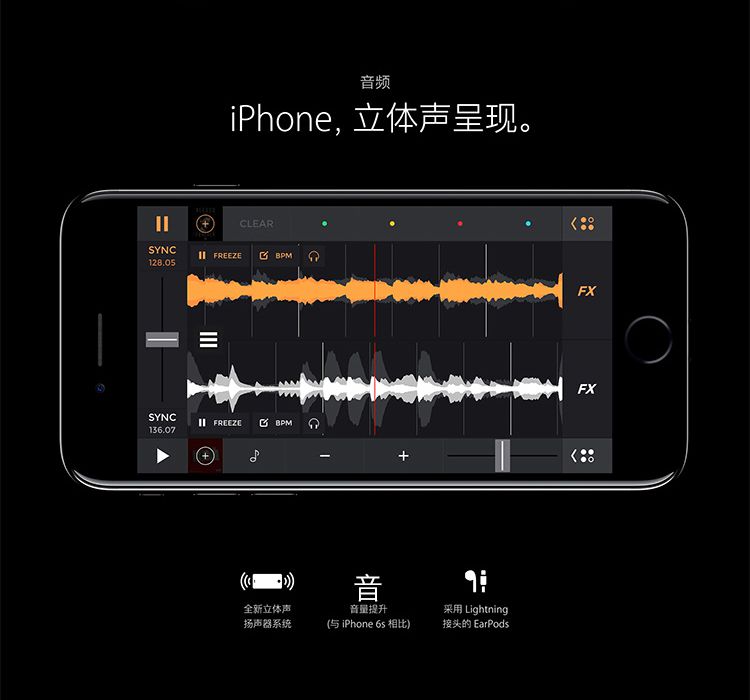 音频
iPhone, 立体声呈现。
CLEAR
SYNC
128.05
FREEZE
BPM
FX
FX
SYNC
136.07
FREEZE
BPM
音
全新立体声
扬声器系统
音量提升
(与 iPhone 6s 相比)
采用 Lightning
接头的 EarPods